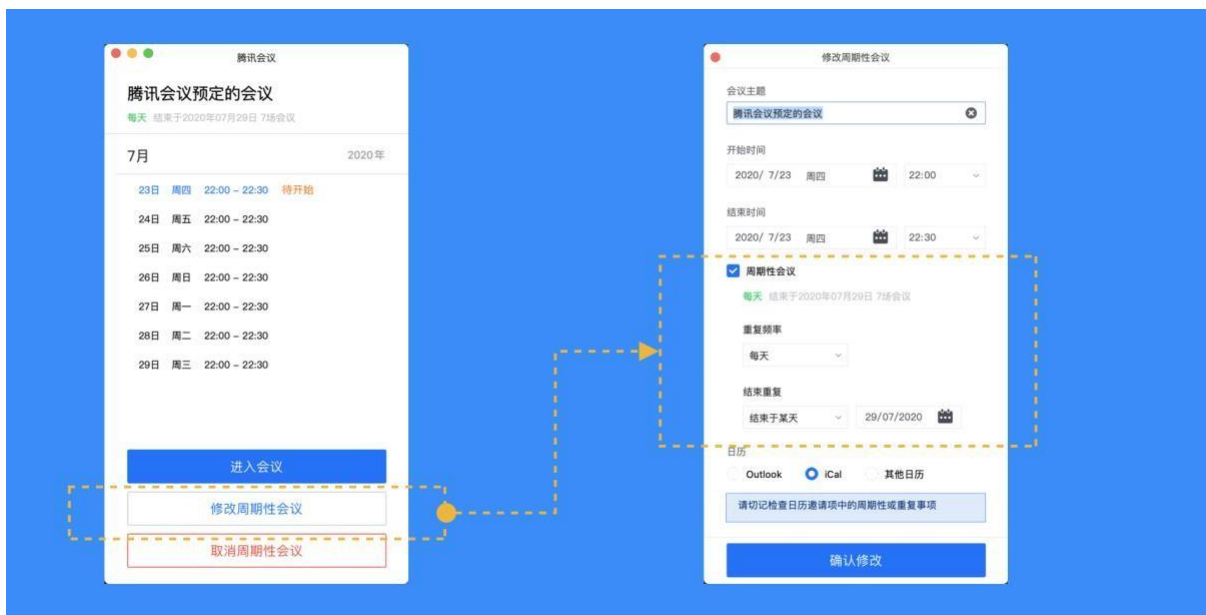 腾讯会议
腾讯会议预定的会议
每天 结束于2020年07月29日 7场会议
7月 2020年
23日 周四 22:00 – 22:30 待开始
24日 周五 22:00 – 22:30
25日 周六 22:00 – 22:30
26日 周日 22:00 – 22:30
27日 周一 22:00 – 22:30
28日 周二 22:00 – 22:30
29日 周三 22:00 – 22:30
进入会议
修改周期性会议
取消周期性会议
修改周期性会议
会议主题
腾讯会议预定的会议
开始时间
2020/ 7/23 周四 22:00
结束时间
2020/ 7/23 周四 22:30
周期性会议
每天 结束于2020年07月29日 7场会议
重复频率
每天
结束重复
结束于某天 29/07/2020
日历
Outlook iCal 其他日历
请切记检查日历邀请项中的周期性或重复事项
确认修改